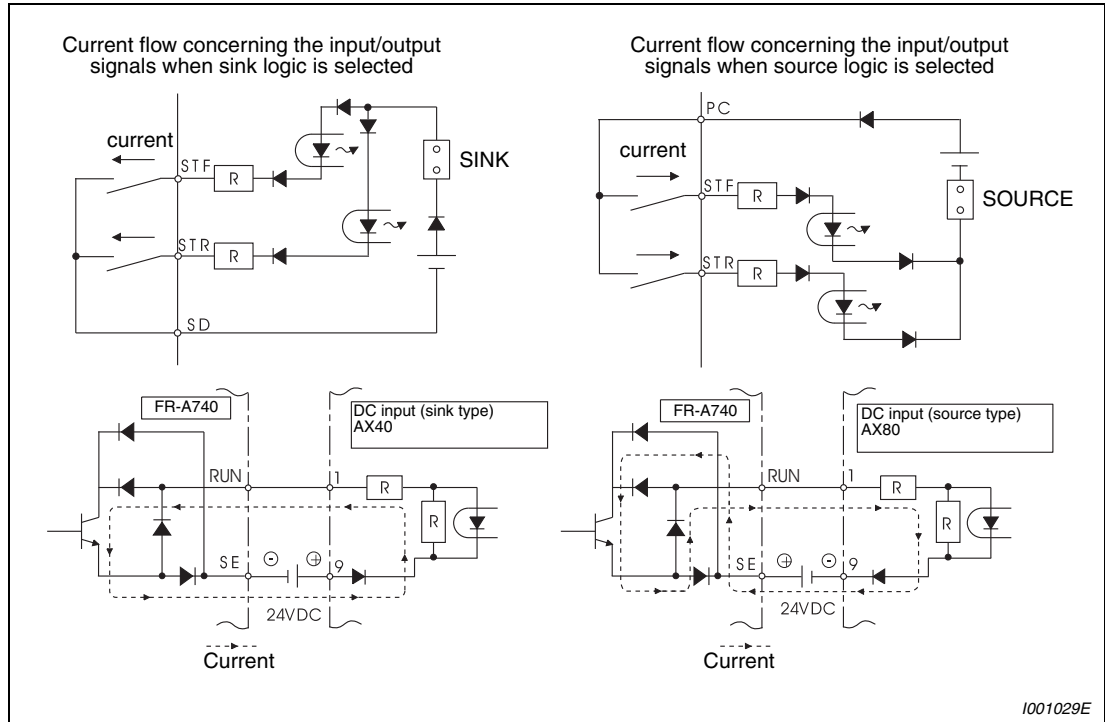 Current flow concerning the input/output
signals when sink logic is selected
current
STF
R
SINK
STR
R
SD
Current flow concerning the input/output
signals when source logic is selected
PC
current
STF
R
SOURCE
STR
R
FR-A740
DC input (sink type)
AX40
RUN
1
R
R
SE
9
24VDC
Current
FR-A740
DC input (source type)
AX80
RUN
1
R
R
SE
9
24VDC
Current
I001029E